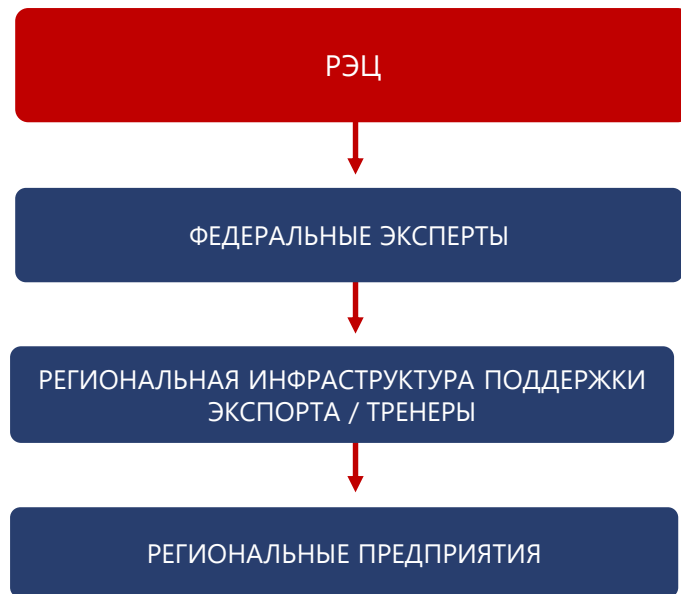 РЭЦ
ФЕДЕРАЛЬНЫЕ ЭКСПЕРТЫ
РЕГИОНАЛЬНАЯ ИНФРАСТРУКТУРА ПОДДЕРЖКИ
ЭКСПОРТА / ТРЕНЕРЫ
РЕГИОНАЛЬНЫЕ ПРЕДПРИЯТИЯ